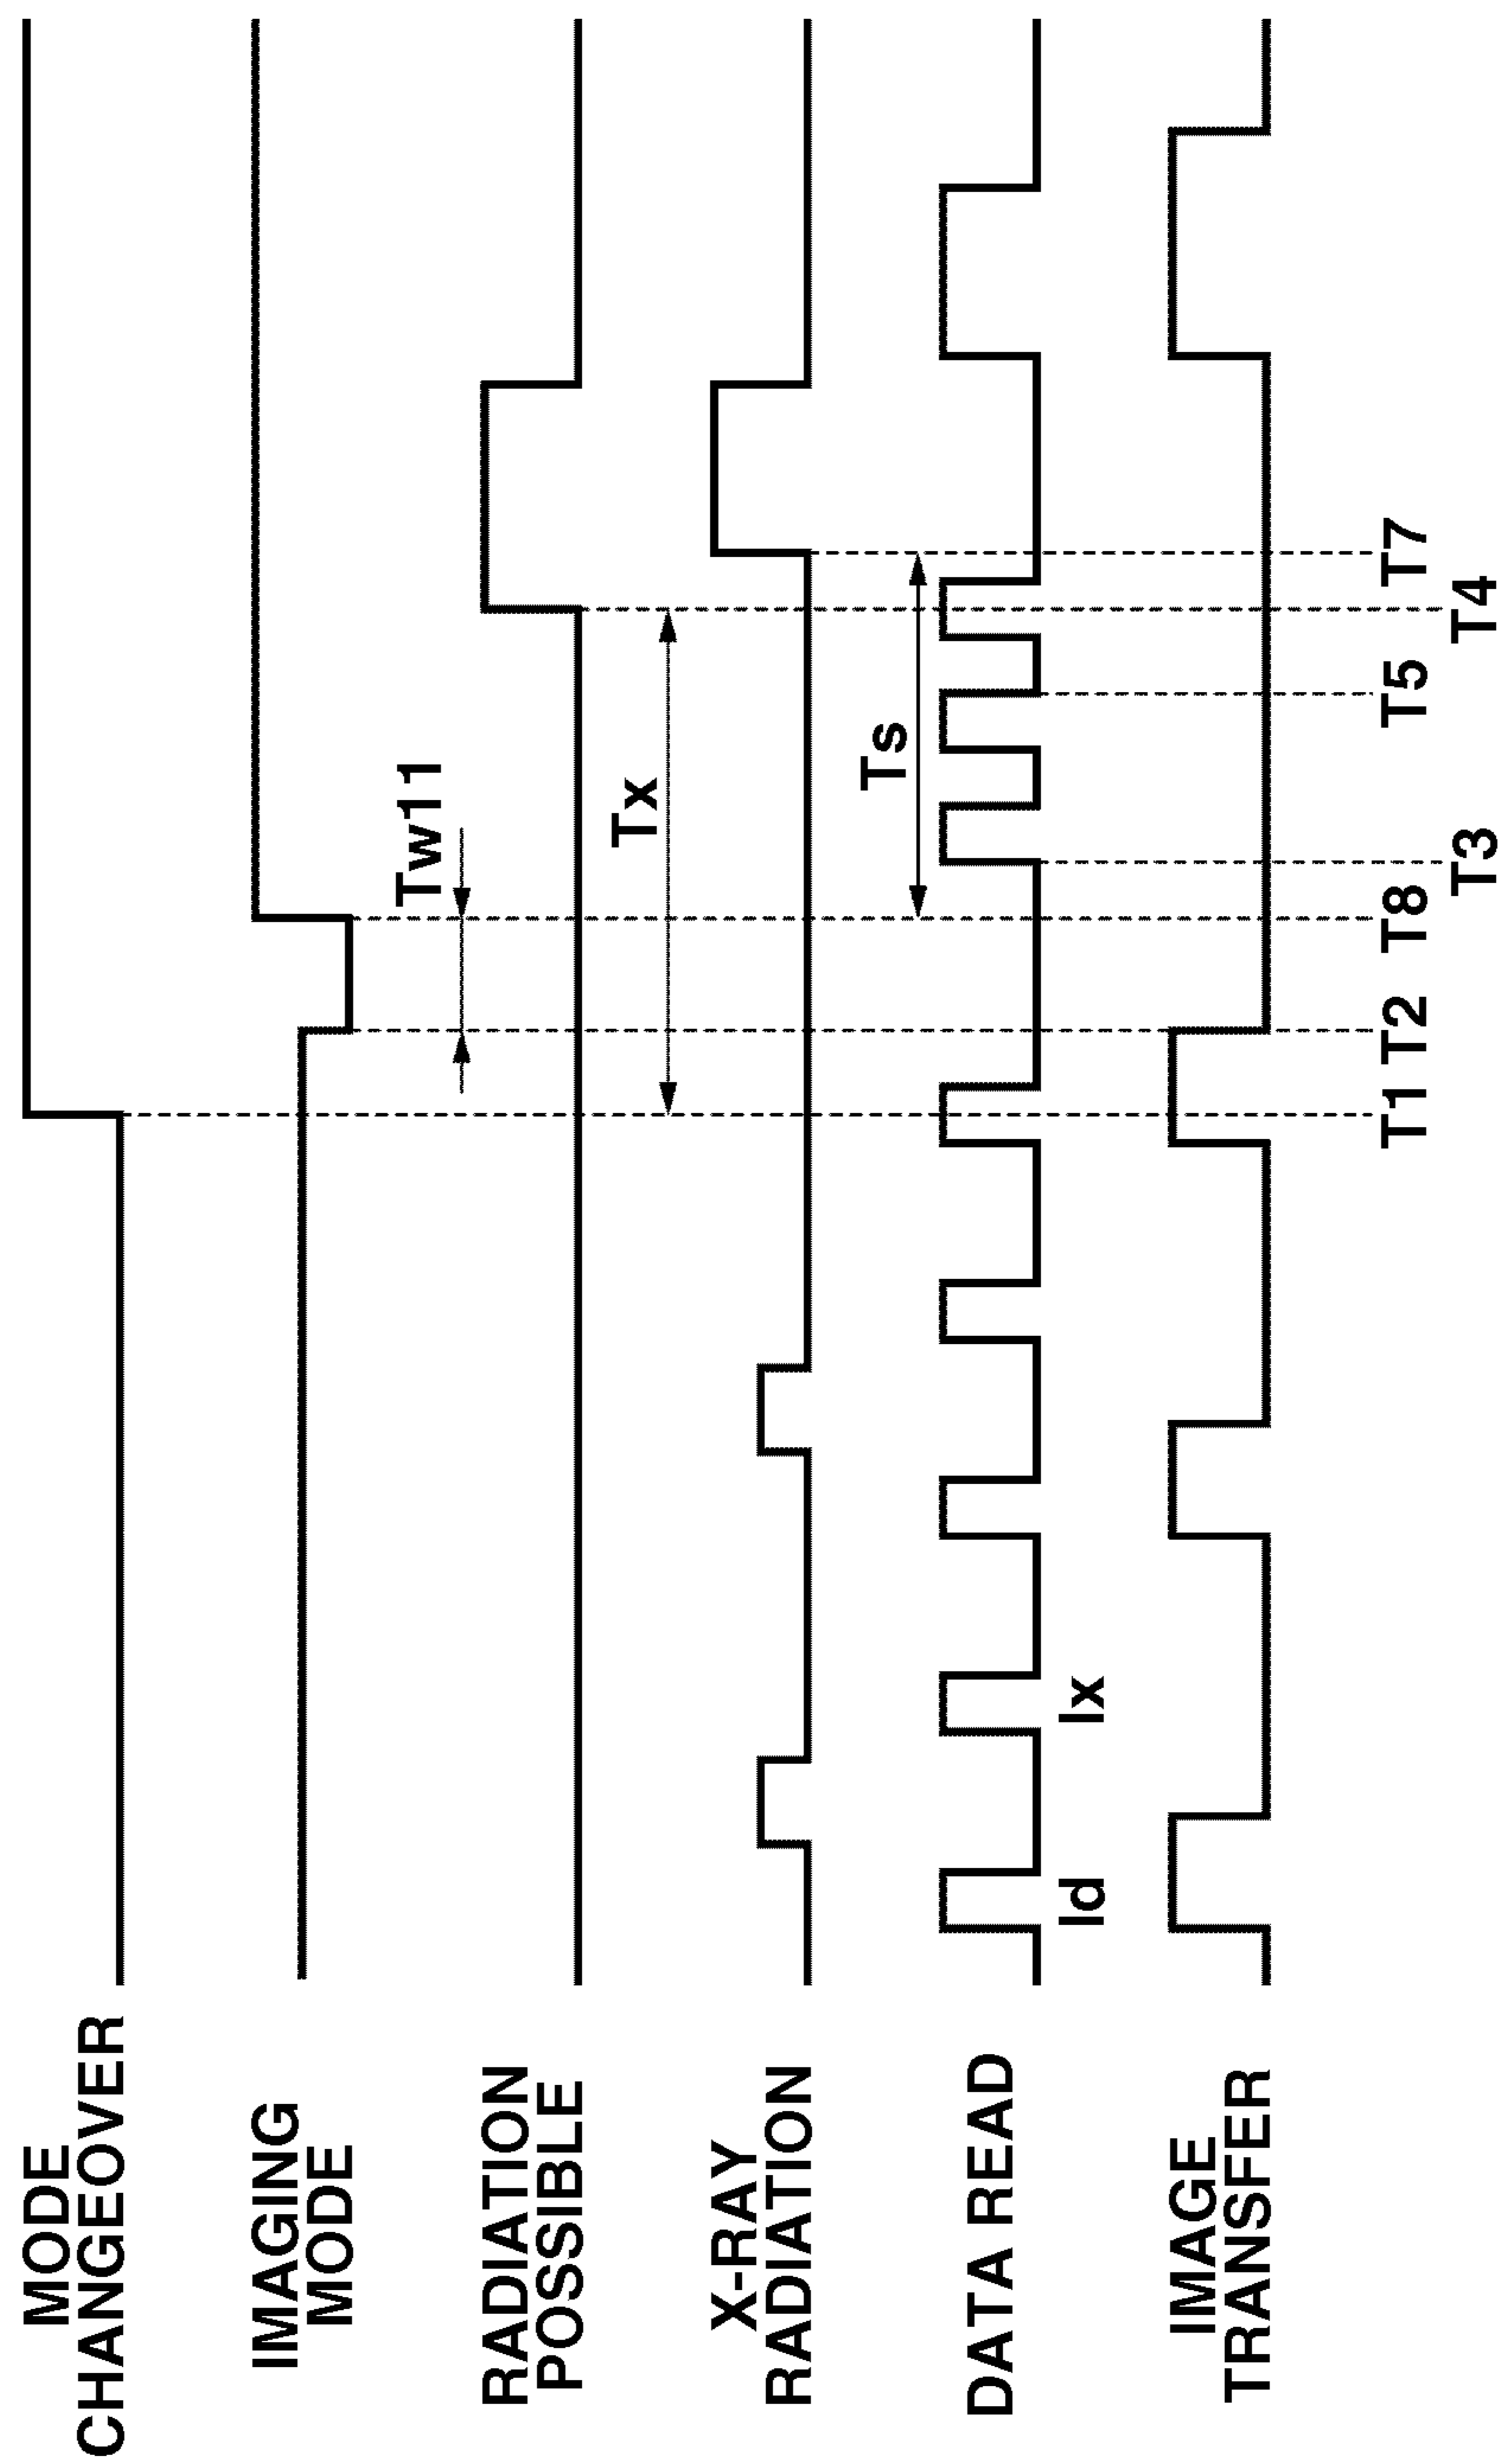 MODE
CHANGEOVER
IMAGING
MODE
Tw11
RADIATION
POSSIBLE
Tx
X-RAY
RADIATION
Ts
DATA READ
Id
Ix
IMAGE
TRANSFER
T1
T2
T8
T3
T5
T4
T7